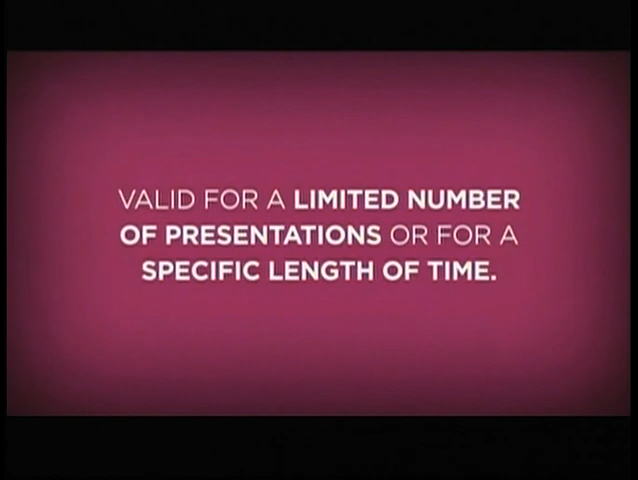 VALID FOR A LIMITED NUMBER
OF PRESENTATIONS OR FOR A
SPECIFIC LENGTH OF TIME.